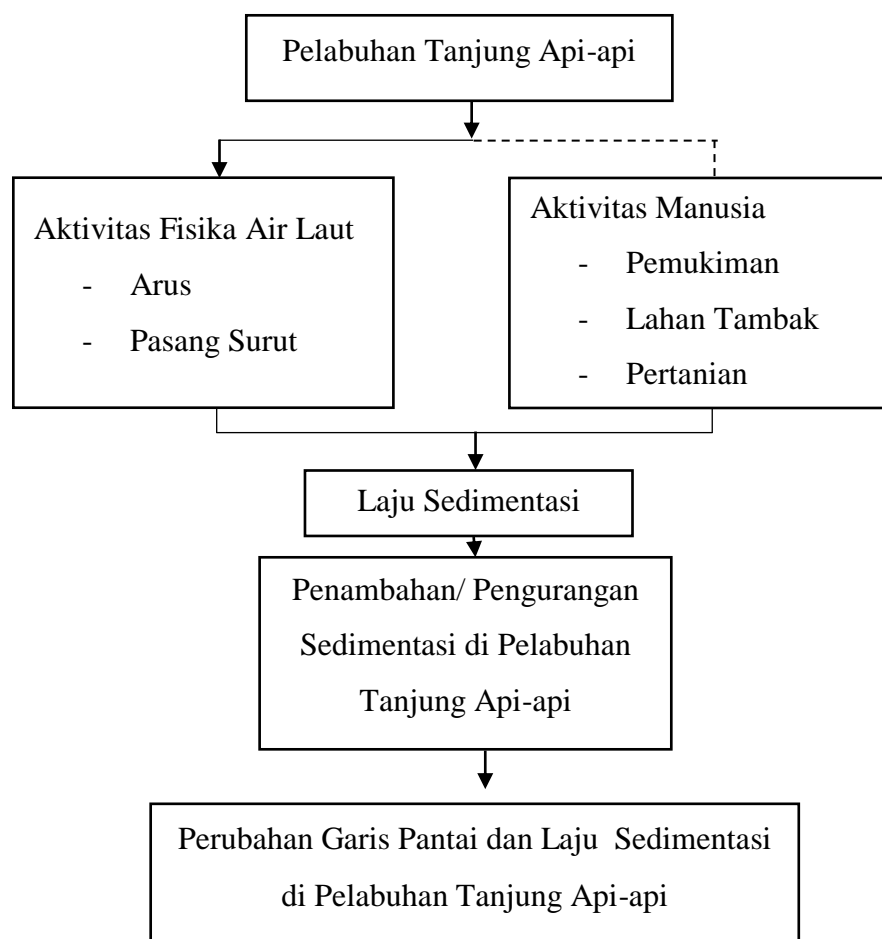 Pelabuhan Tanjung Api-api
Aktivitas Fisika Air Laut
- Arus
- Pasang Surut
Aktivitas Manusia
- Pemukiman
- Lahan Tambak
- Pertanian
Laju Sedimentasi
Penambahan/ Pengurangan
Sedimentasi di Pelabuhan
Tanjung Api-api
Perubahan Garis Pantai dan Laju Sedimentasi
di Pelabuhan Tanjung Api-api